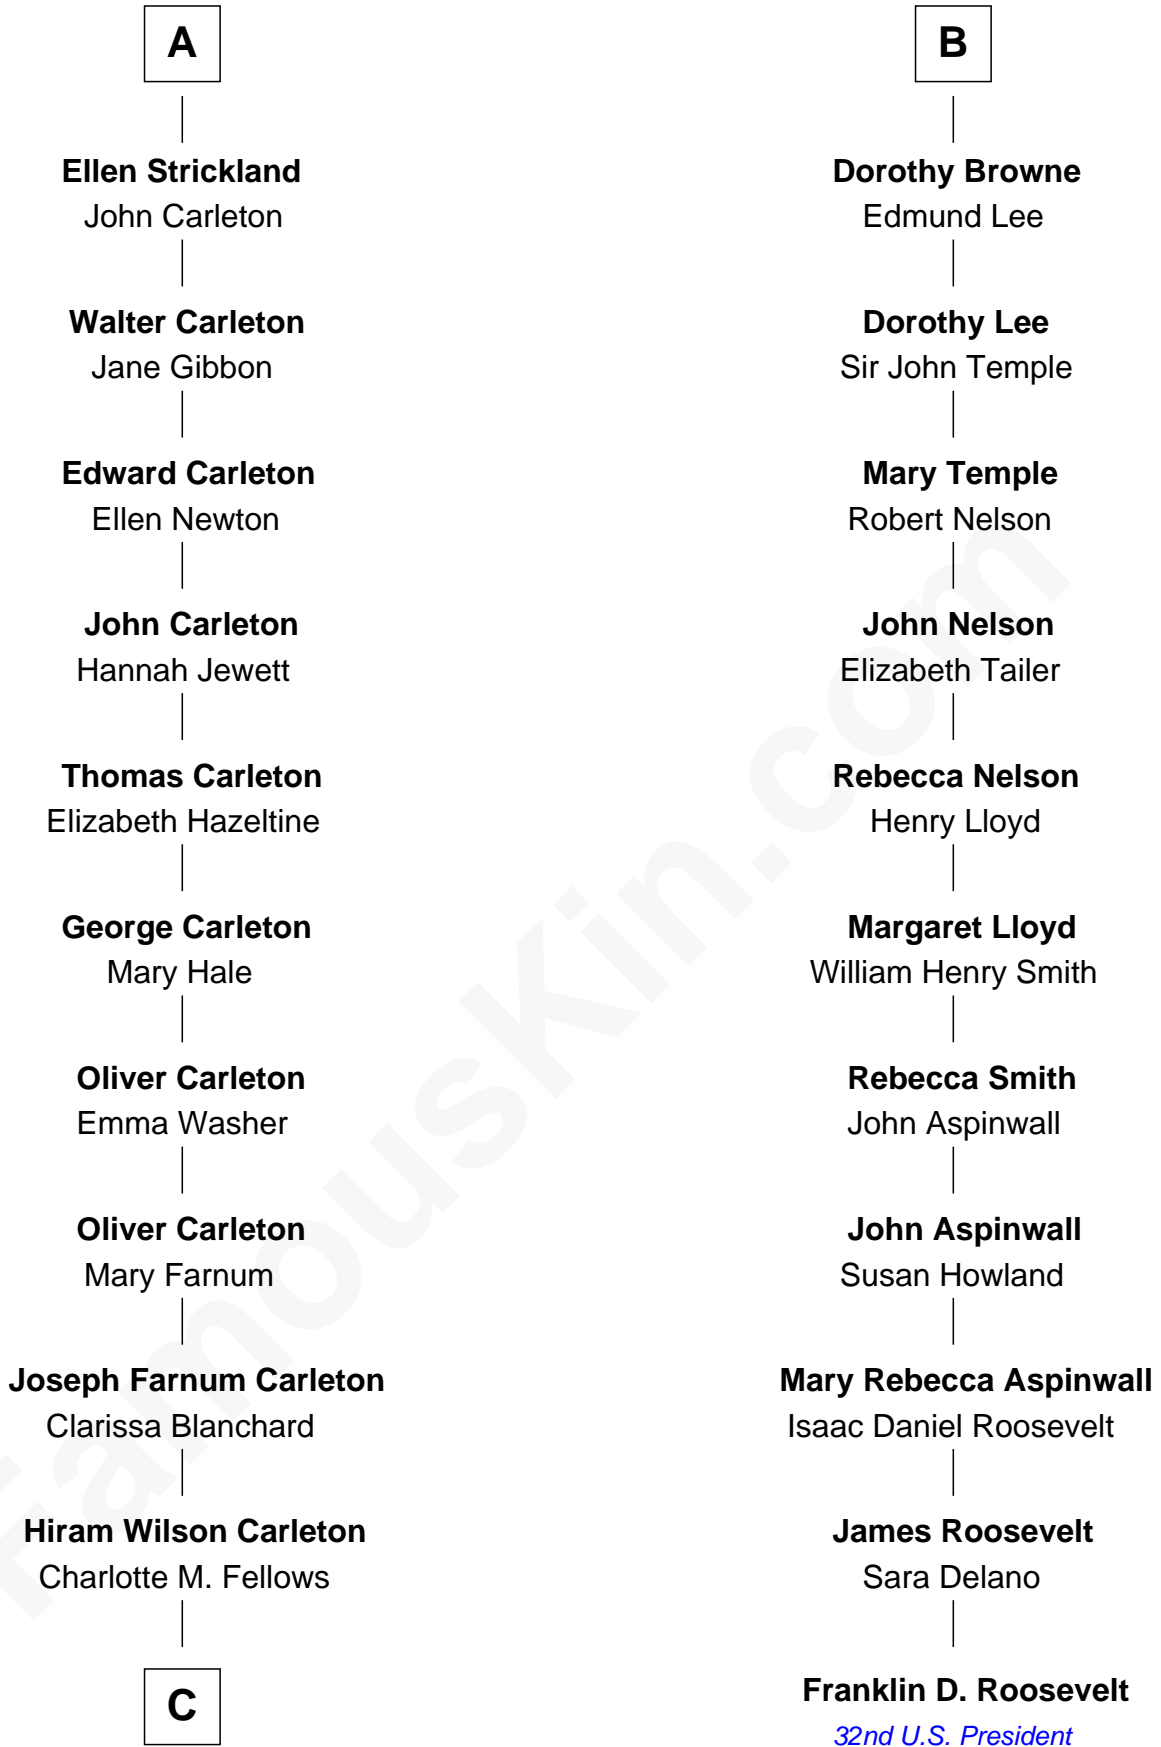 A
Ellen Strickland
John Carleton
Walter Carleton
Jane Gibbon
Edward Carleton
Ellen Newton
John Carleton
Hannah Jewett
Thomas Carleton
Elizabeth Hazeltine
George Carleton
Mary Hale
Oliver Carleton
Emma Washer
Oliver Carleton
Mary Farnum
Joseph Farnum Carleton
Clarissa Blanchard
Hiram Wilson Carleton
Charlotte M. Fellows
C
B
Dorothy Browne
Edmund Lee
Dorothy Lee
Sir John Temple
Mary Temple
Robert Nelson
John Nelson
Elizabeth Tailer
Rebecca Nelson
Henry Lloyd
Margaret Lloyd
William Henry Smith
Rebecca Smith
John Aspinwall
John Aspinwall
Susan Howland
Mary Rebecca Aspinwall
Isaac Daniel Roosevelt
James Roosevelt
Sara Delano
Franklin D. Roosevelt
32nd U.S. President
FamousKin.com